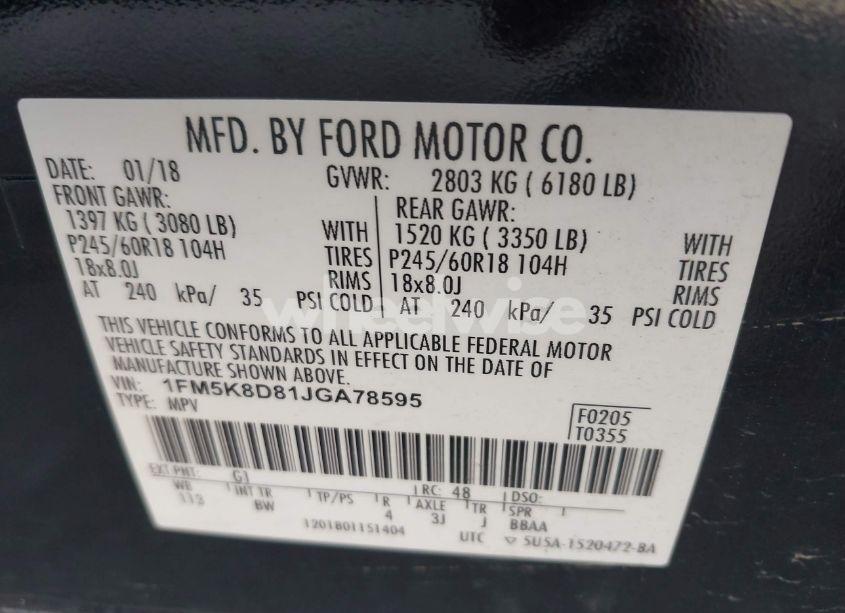 MFD. BY FORD MOTOR CO.
DATE: 01/18 GVWR: 2803 KG ( 6180 LB)
FRONT GAWR: REAR GAWR:
1397 KG ( 3080 LB) WITH 1520 KG ( 3350 LB) WITH
P245/60R18 104H TIRES P245/60R18 104H TIRES
18x8.0J RIMS 18x8.0J RIMS
AT 240 kPa/ 35 PSI COLD AT 240 kPa/ 35 PSI COLD
wheelwise
THIS VEHICLE CONFORMS TO ALL APPLICABLE FEDERAL MOTOR
VEHICLE SAFETY STANDARDS IN EFFECT ON THE DATE OF
MANUFACTURE SHOWN ABOVE.
VIN: 1FM5K8D81JGA78595
TYPE: MPV
F0205
T0355
EXT PNT: G1 RC: 48 DSO:
WB INT TR TP/PS R AXLE TR SPR
113 BW 4 3J J BBAA
1201801151404 UTC ▽ 5U5A-1520472-BA